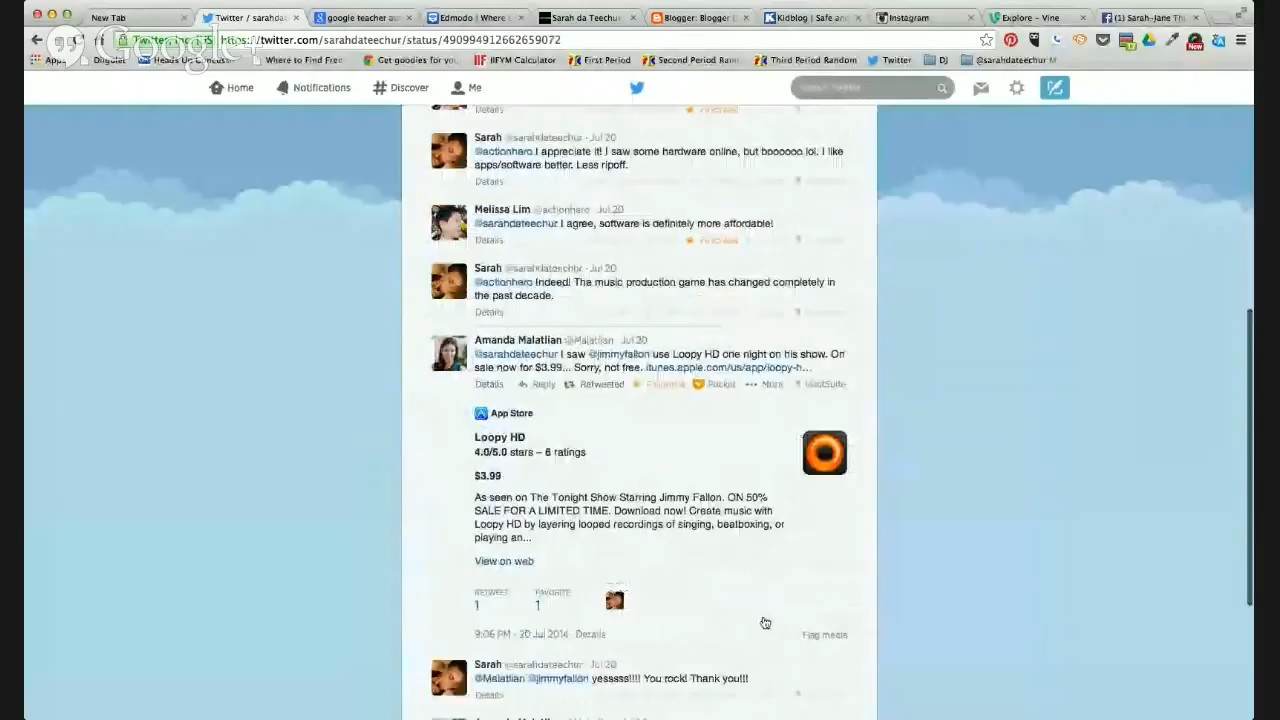 New Tab
Twitter / sarahdat
google teacher ac
Edmodo | Where L
Sarah da Teechur
Blogger: Blogger D
Kidblog | Safe and
Instagram
Explore – Vine
(1) Sarah-Jane Th
https://twitter.com/sarahdateechur/status/490994912662659072
Google+
Where to Find Free
Get goodies for you
IIFYM Calculator
First Period
Second Period Ran
Third Period Random
Twitter
DJ
@sarahdateechur M
Home
Notifications
Discover
Me
Details
Sarah @sarahdateechur · Jul 20
@actionhero I appreciate it! I saw some hardware online, but boooooo lol. I like
apps/software better. Less ripoff.
Details
Melissa Lim @actionhero · Jul 20
@sarahdateechur I agree, software is definitely more affordable!
Details
Sarah @sarahdateechur · Jul 20
@actionhero Indeed! The music production game has changed completely in
the past decade.
Details
Amanda Malatlian @Malatlian · Jul 20
@sarahdateechur I saw @jimmyfallon use Loopy HD one night on his show. On
sale now for $3.99... Sorry, not free. itunes.apple.com/us/app/loopy-h...
Details Reply Retweeted Pocket More HootSuite
App Store
Loopy HD
4.0/5.0 stars – 6 ratings
$3.99
As seen on The Tonight Show Starring Jimmy Fallon. ON 50%
SALE FOR A LIMITED TIME. Download now! Create music with
Loopy HD by layering looped recordings of singing, beatboxing, or
playing an...
View on web
RETWEET FAVORITE
1 1
9:06 PM - 20 Jul 2014 Details
Flag media
Sarah @sarahdateechur · Jul 20
@Malatlian @jimmyfallon yesssss!!!! You rock! Thank you!!!
Details